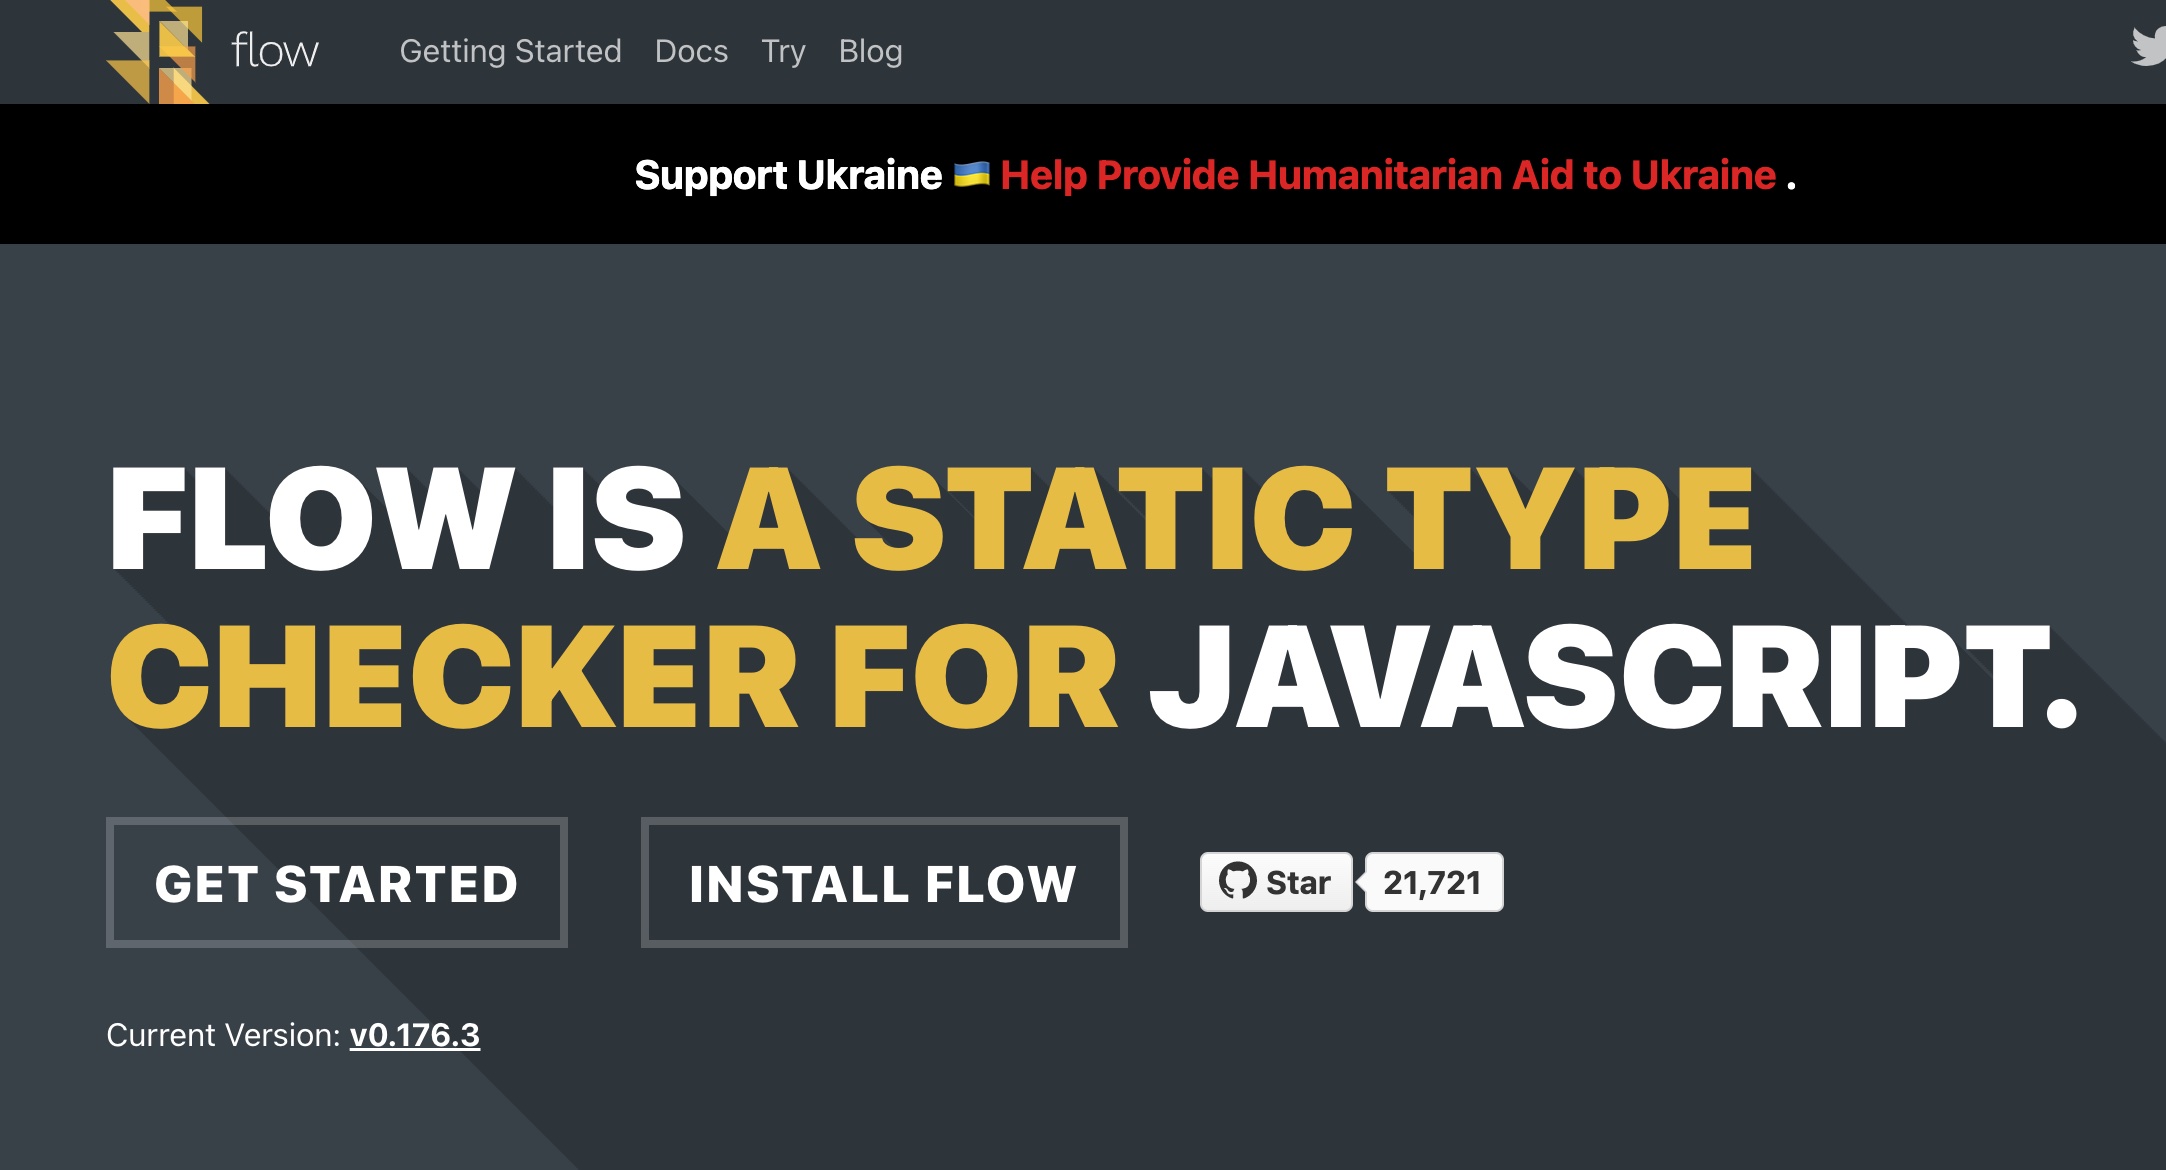 flow Getting Started Docs Try Blog
Support Ukraine 🇺🇦 Help Provide Humanitarian Aid to Ukraine .
FLOW IS A STATIC TYPE
CHECKER FOR JAVASCRIPT.
GET STARTED INSTALL FLOW Star 21,721
Current Version: v0.176.3